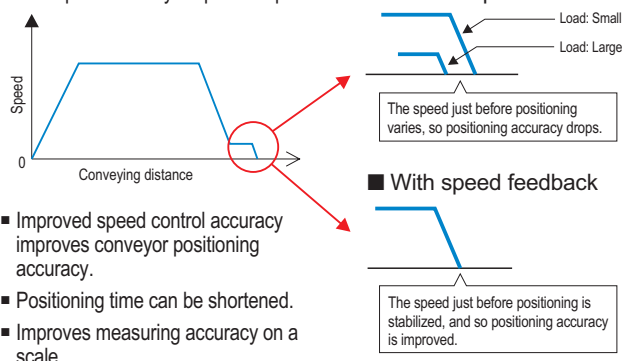 Load: Small
Load: Large
Speed
0
Conveying distance
The speed just before positioning
varies, so positioning accuracy drops.
■ With speed feedback
▪ Improved speed control accuracy
improves conveyor positioning
accuracy.
▪ Positioning time can be shortened.
▪ Improves measuring accuracy on a
scale
The speed just before positioning is
stabilized, and so positioning accuracy
is improved.